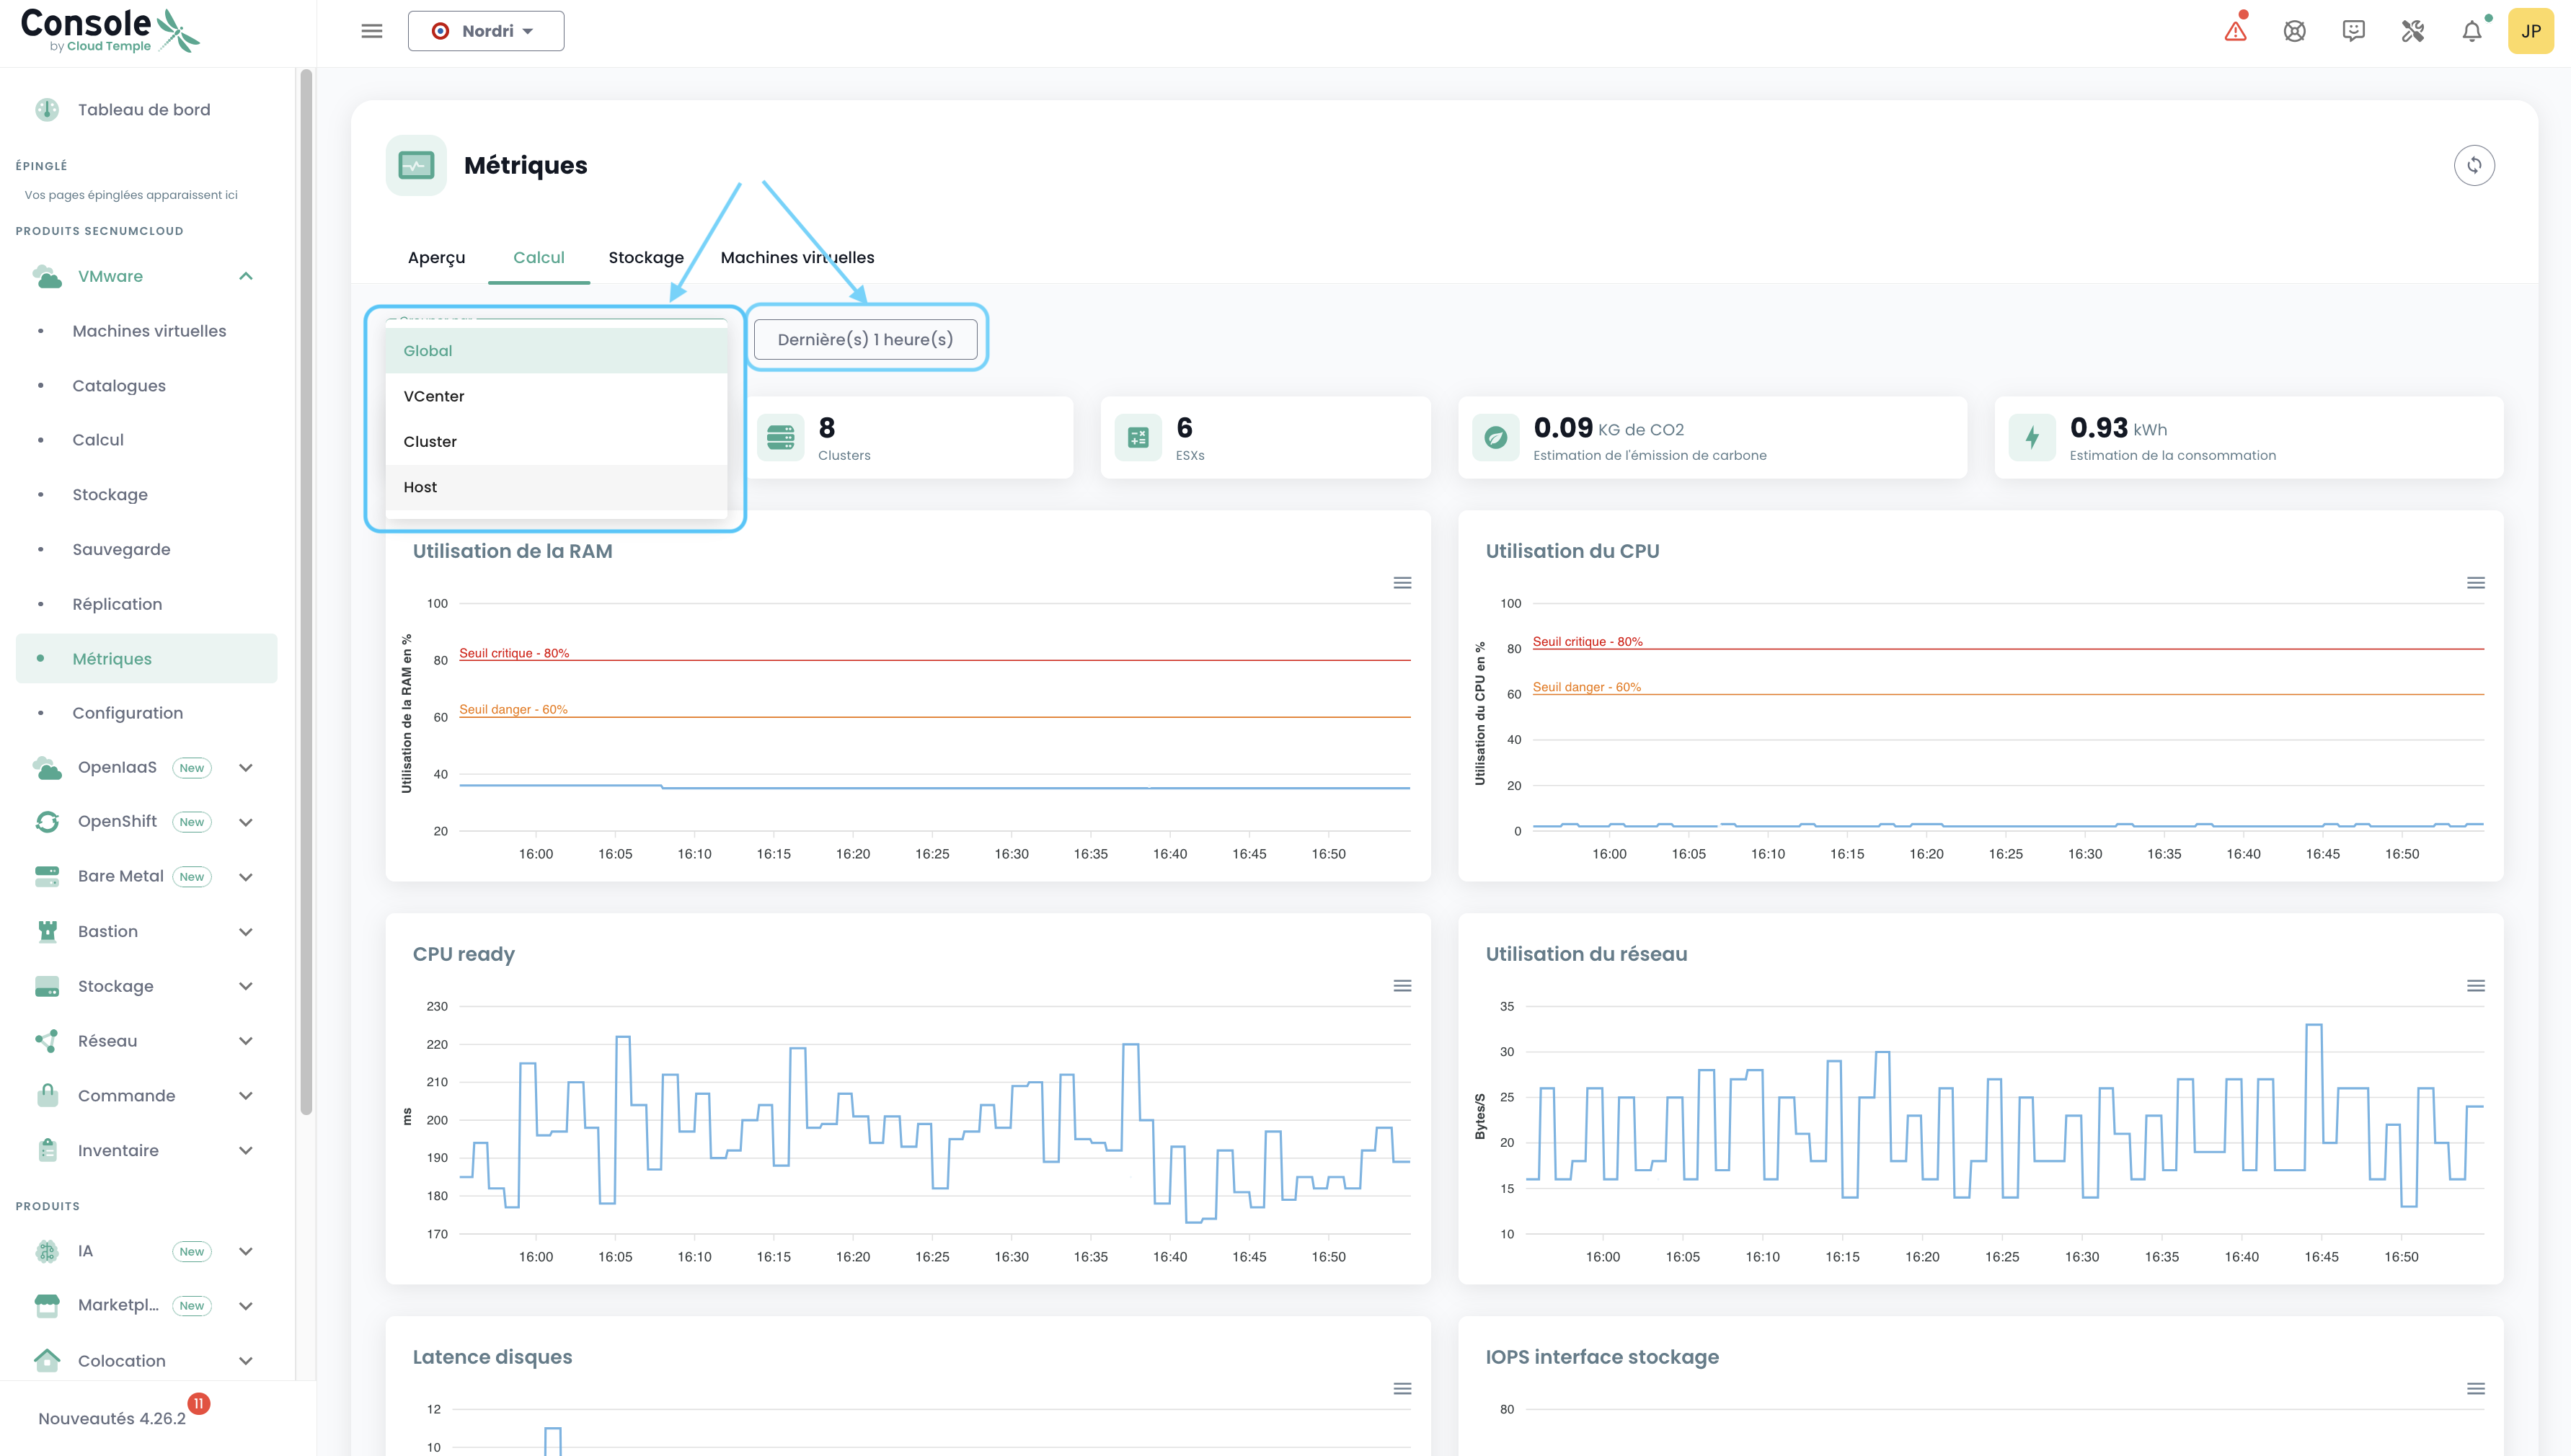 Console
by Cloud Temple
Nordri
JP
Tableau de bord
ÉPINGLÉ
Vos pages épinglées apparaissent ici
PRODUITS SECNUMCLOUD
VMware
Machines virtuelles
Catalogues
Calcul
Stockage
Sauvegarde
Réplication
Métriques
Configuration
OpenIaaS New
OpenShift New
Bare Metal New
Bastion
Stockage
Réseau
Commande
Inventaire
PRODUITS
IA New
Marketpl... New
Colocation
Nouveautés 4.26.2
11
Métriques
Aperçu Calcul Stockage Machines virtuelles
Global
VCenter
Cluster
Host
Dernière(s) 1 heure(s)
8
Clusters
6
ESXs
0.09 KG de CO2
Estimation de l'émission de carbone
0.93 kWh
Estimation de la consommation
Utilisation de la RAM
Utilisation de la RAM en %
100
Seuil critique - 80%
80
Seuil danger - 60%
60
40
20
16:00 16:05 16:10 16:15 16:20 16:25 16:30 16:35 16:40 16:45 16:50
Utilisation du CPU
Utilisation du CPU en %
100
Seuil critique - 80%
80
Seuil danger - 60%
60
40
20
0
16:00 16:05 16:10 16:15 16:20 16:25 16:30 16:35 16:40 16:45 16:50
CPU ready
ms
230
220
210
200
190
180
170
16:00 16:05 16:10 16:15 16:20 16:25 16:30 16:35 16:40 16:45 16:50
Utilisation du réseau
Bytes/S
35
30
25
20
15
10
16:00 16:05 16:10 16:15 16:20 16:25 16:30 16:35 16:40 16:45 16:50
Latence disques
12
10
IOPS interface stockage
80